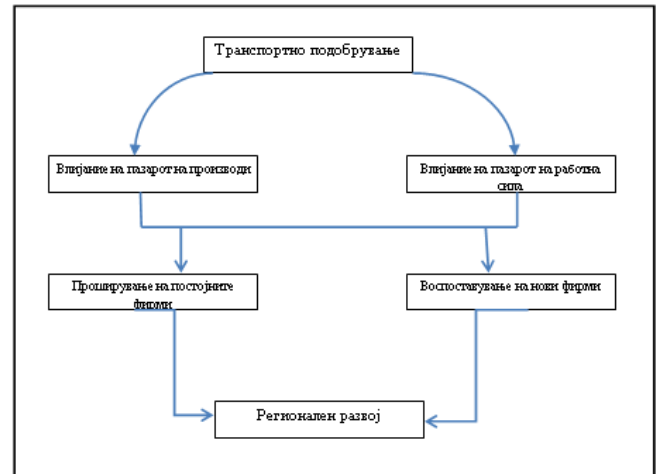 Транспортно подобрување
Влијание на пазарот на производи
Влијание на пазарот на работна
сила
Проширување на постојните
фирми
Воспоставување на нови фирми
Регионален развој